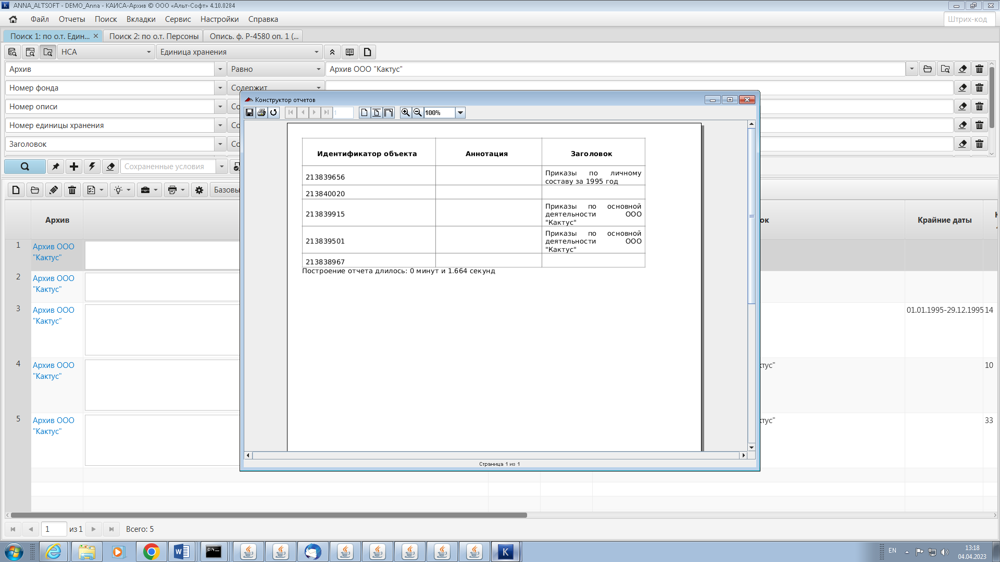 ANNA_ALTSOFT - DEMO_Anna - КАИСА-Архив © ООО «Альт-Софт» 4.10.0284
Файл Отчеты Поиск Вкладки Сервис Настройки Справка Штрих-код
Поиск 1: по о.т. Един... Поиск 2: по о.т. Персоны Опись. ф. Р-4580 оп. 1 (...
НСА Единица хранения
Архив Равно Архив ООО "Кактус"
Номер фонда Содержит
Номер описи Со
Номер единицы хранения Со
Заголовок Со
Сохраненные условия
Базовы
Архив ок Крайние даты
1 Архив ООО "Кактус"
2 Архив ООО "Кактус"
3 Архив ООО "Кактус" 01.01.1995-29.12.1995 14
4 Архив ООО "Кактус" ктус" 10
5 Архив ООО "Кактус" ктус" 33
Конструктор отчетов
1 100%
Идентификатор объекта Аннотация Заголовок
213839656 Приказы по личному
составу за 1995 год
213840020
213839915 Приказы по основной
деятельности ООО
"Кактус"
213839501 Приказы по основной
деятельности ООО
"Кактус"
213838967
Построение отчета длилось: 0 минут и 1.664 секунд
Страница 1 из 1
1 из 1 Всего: 5
EN 13:18
04.04.2023